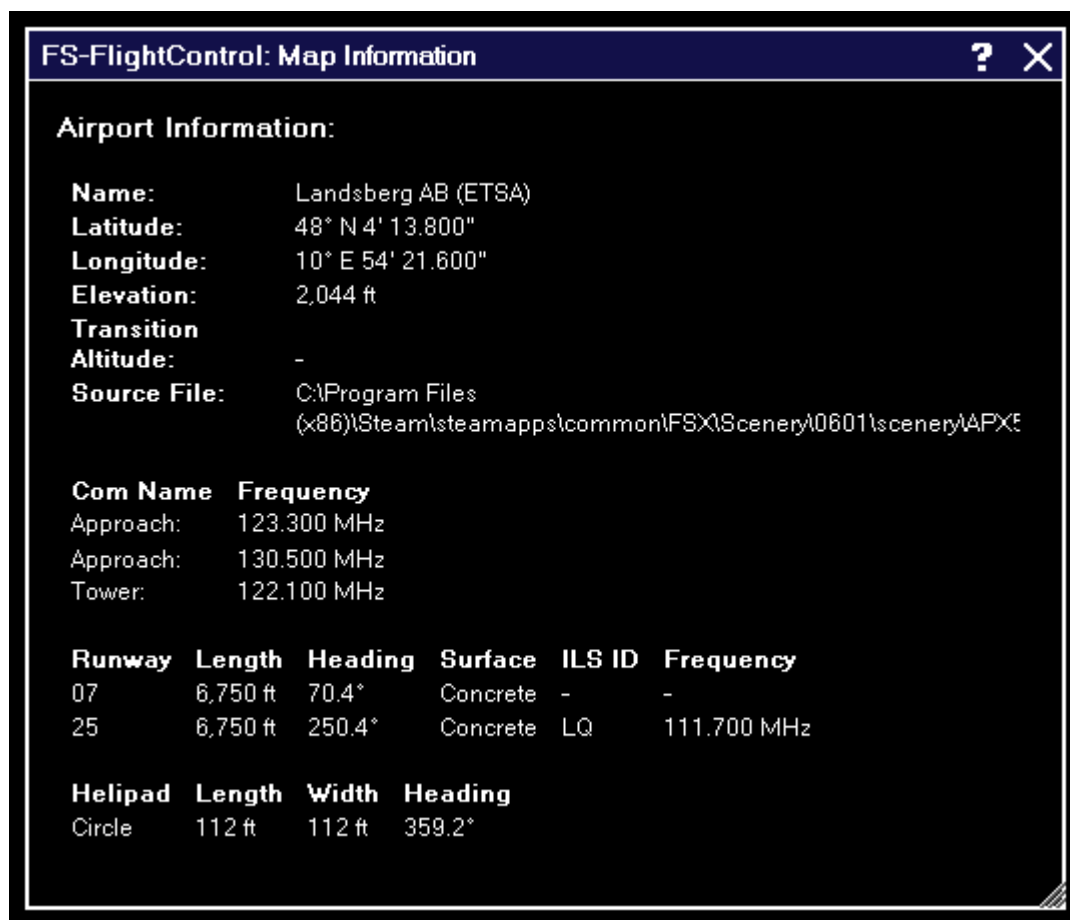 FS-FlightControl: Map Information ? X
Airport Information:
Name: Landsberg AB (ETSA)
Latitude: 48° N 4' 13.800"
Longitude: 10° E 54' 21.600"
Elevation: 2,044 ft
Transition
Altitude: -
Source File: C:\Program Files
(x86)\Steam\steamapps\common\FSX\Scenery\0601\scenery\APX5
Com Name Frequency
Approach: 123.300 MHz
Approach: 130.500 MHz
Tower: 122.100 MHz
Runway Length Heading Surface ILS ID Frequency
07 6,750 ft 70.4° Concrete - -
25 6,750 ft 250.4° Concrete LQ 111.700 MHz
Helipad Length Width Heading
Circle 112 ft 112 ft 359.2°